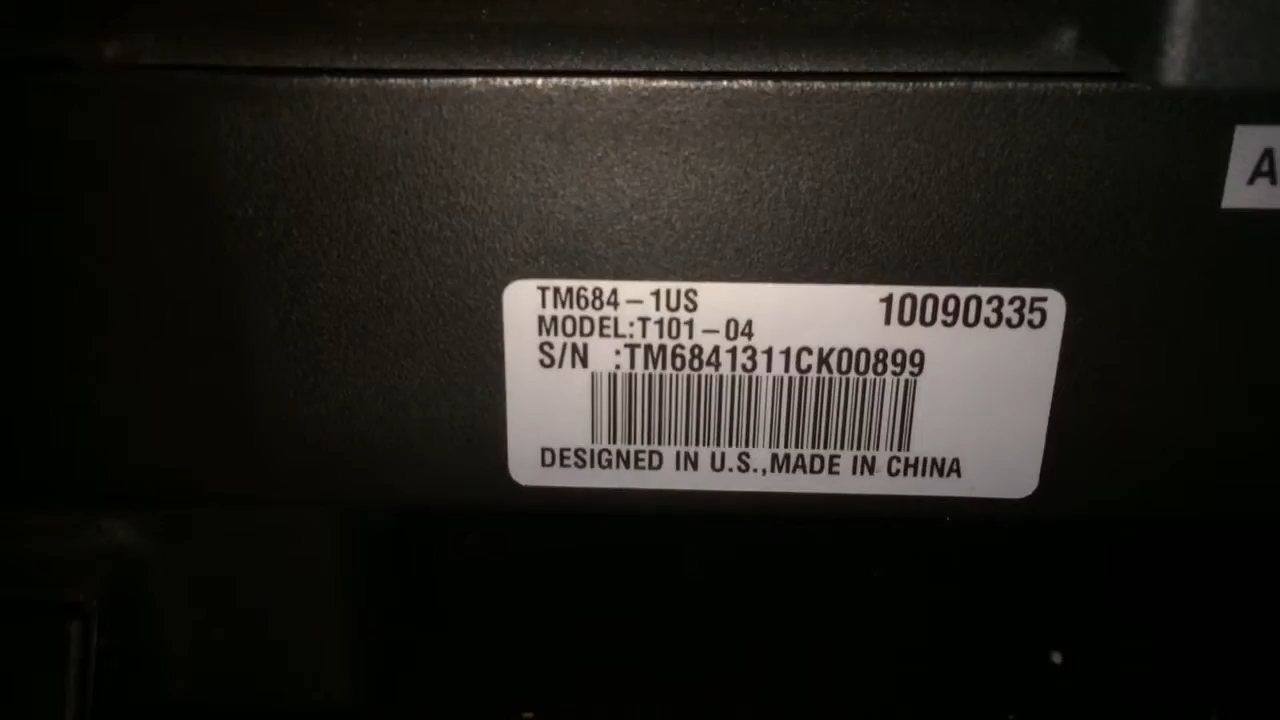 A
TM684-1US 10090335
MODEL:T101-04
S/N :TM6841311CK00899
DESIGNED IN U.S.,MADE IN CHINA